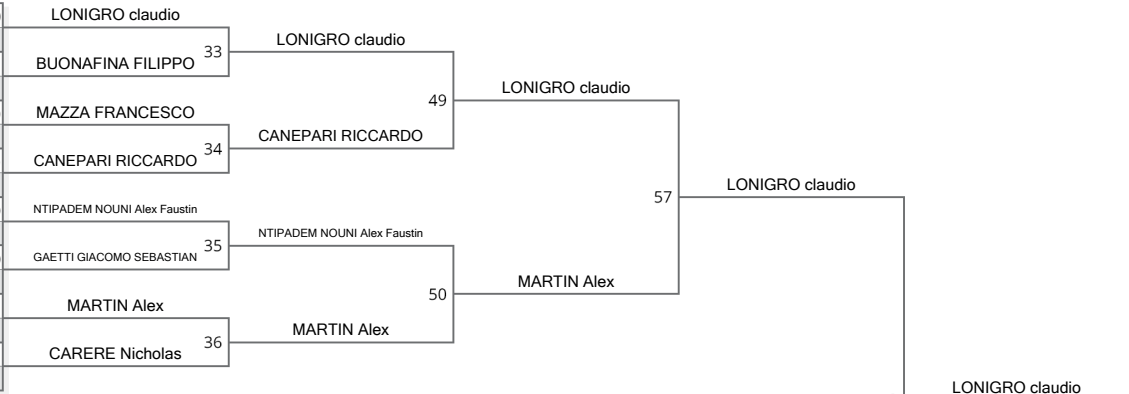 LONIGRO claudio
BUONAFINA FILIPPO
33
LONIGRO claudio
MAZZA FRANCESCO
CANEPARI RICCARDO
34
CANEPARI RICCARDO
49
LONIGRO claudio
NTIPADEM NOUNI Alex Faustin
GAETTI GIACOMO SEBASTIAN
35
NTIPADEM NOUNI Alex Faustin
MARTIN Alex
CARERE Nicholas
36
MARTIN Alex
50
MARTIN Alex
57
LONIGRO claudio
LONIGRO claudio